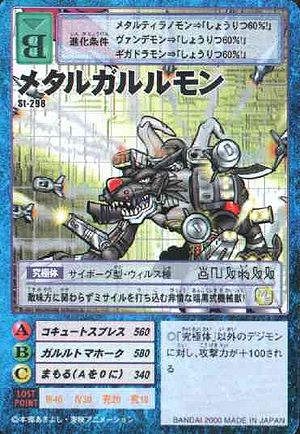 B
進化条件
メタルティラノモン⇒「しょうりつ60%!」
ヴァンデモン⇒「しょうりつ60%!」
ギガドラモン⇒「しょうりつ60%!」
メタルガルルモン
St-298
究極体 サイボーグ型・ウィルス種
敵味方に関わらずミサイルを打ち込む非情な暗黒式機械獣!
A コキュートスブレス 560
B ガルルトマホーク 580
C まもる(Aを0に) 340
○「究極体」以外のデジモンに対し、攻撃力が+100される
LOST POINT
©本郷あきよし・東映アニメーション
BANDAI 2000 MADE IN JAPAN